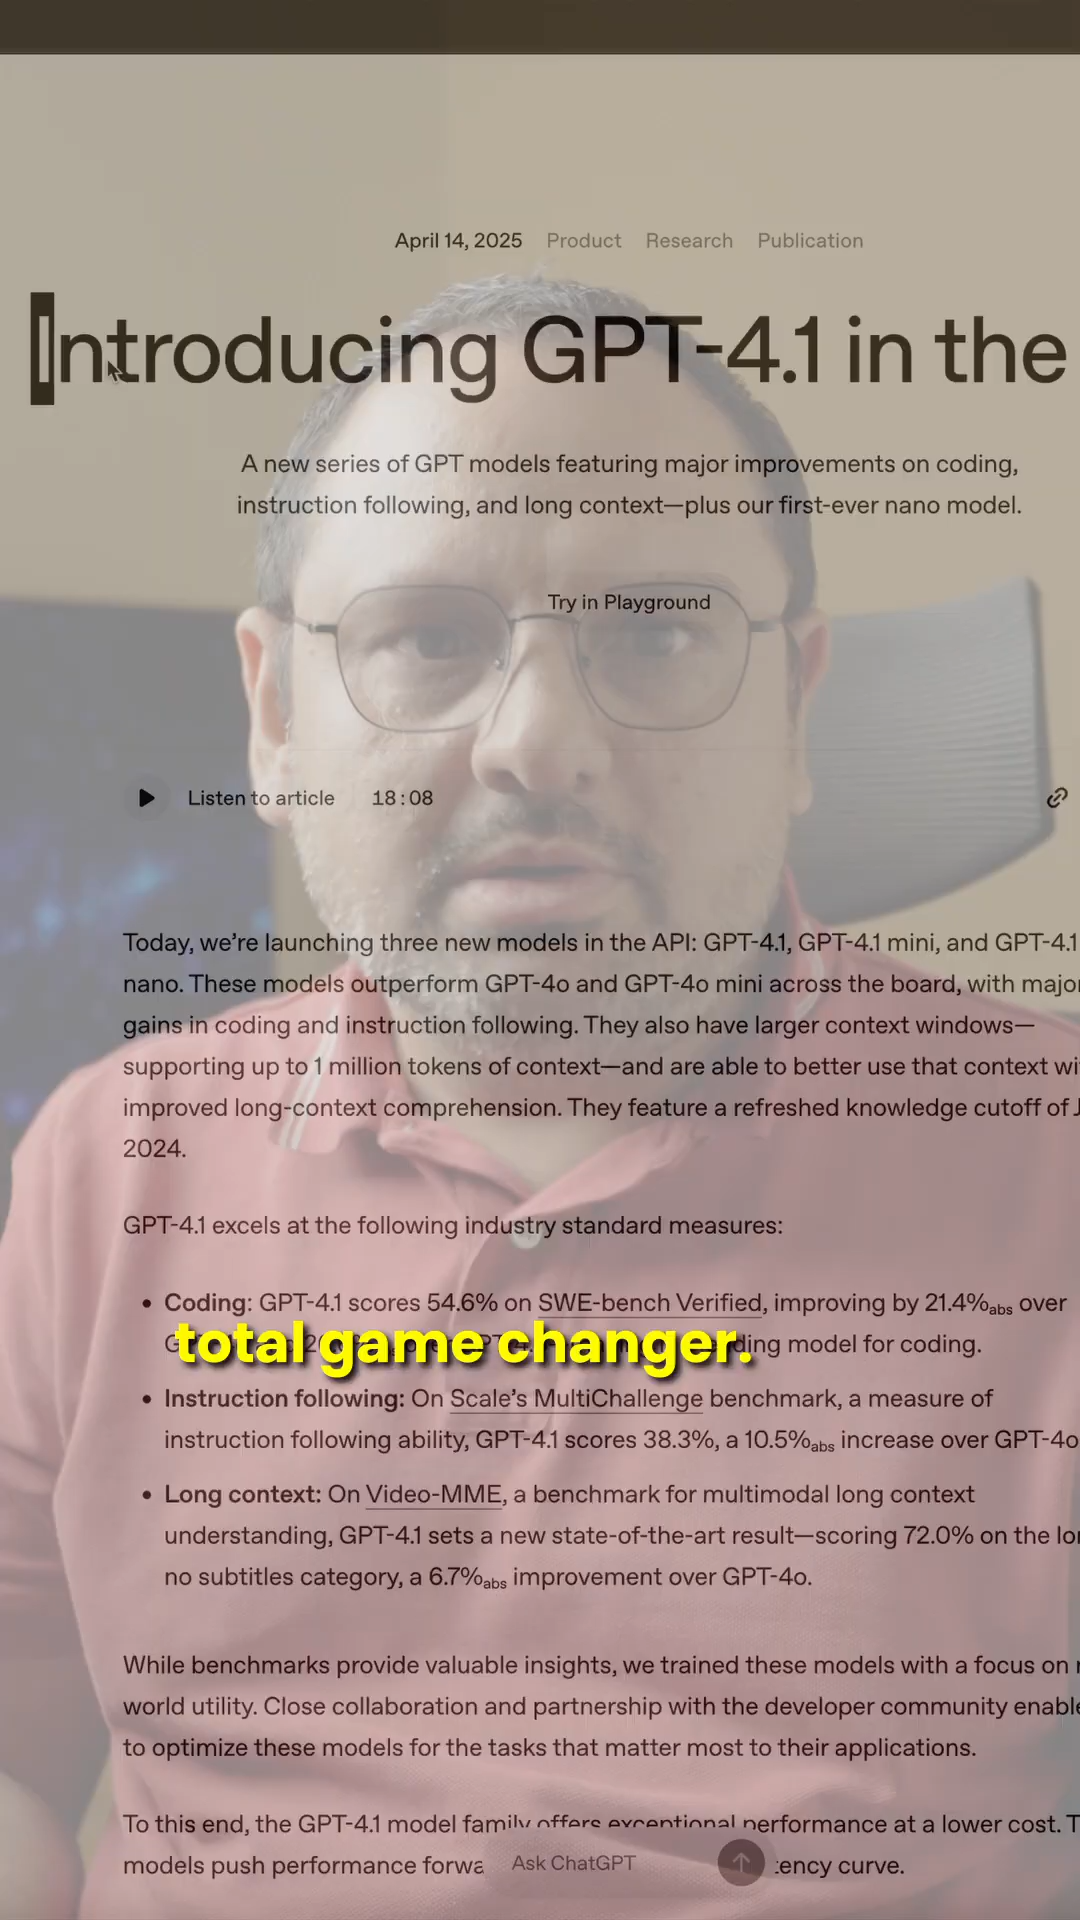 April 14, 2025 Product Research Publication
Introducing GPT-4.1 in the
A new series of GPT models featuring major improvements on coding,
instruction following, and long context—plus our first-ever nano model.
Try in Playground
Listen to article 18:08
Today, we’re launching three new models in the API: GPT-4.1, GPT-4.1 mini, and GPT-4.1
nano. These models outperform GPT-4o and GPT-4o mini across the board, with major
gains in coding and instruction following. They also have larger context windows—
supporting up to 1 million tokens of context—and are able to better use that context
improved long-context comprehension. They feature a refreshed knowledge cutoff of
2024.
GPT-4.1 excels at the following industry standard measures:
• Coding: GPT-4.1 scores 54.6% on SWE-bench Verified, improving by 21.4%abs over
model for coding.
total game changer.
• Instruction following: On Scale’s MultiChallenge benchmark, a measure of
instruction following ability, GPT-4.1 scores 38.3%, a 10.5%abs increase over GPT-4o
• Long context: On Video-MME, a benchmark for multimodal long context
understanding, GPT-4.1 sets a new state-of-the-art result—scoring 72.0% on the
no subtitles category, a 6.7%abs improvement over GPT-4o.
While benchmarks provide valuable insights, we trained these models with a focus on
world utility. Close collaboration and partnership with the developer community
to optimize these models for the tasks that matter most to their applications.
To this end, the GPT-4.1 model family offers exceptional performance at a lower cost.
models push performance curve.
Ask ChatGPT